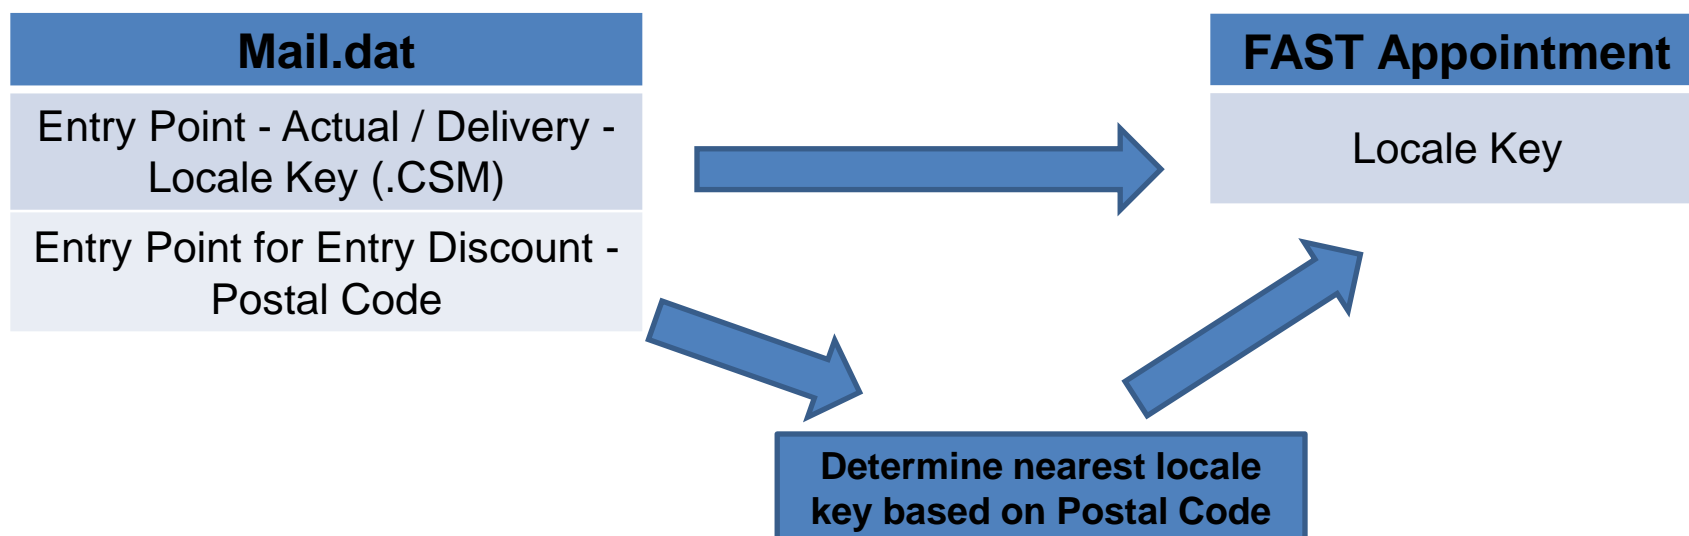 Mail.dat
Entry Point - Actual / Delivery -
Locale Key (.CSM)
Entry Point for Entry Discount -
Postal Code
FAST Appointment
Locale Key
Determine nearest locale
key based on Postal Code